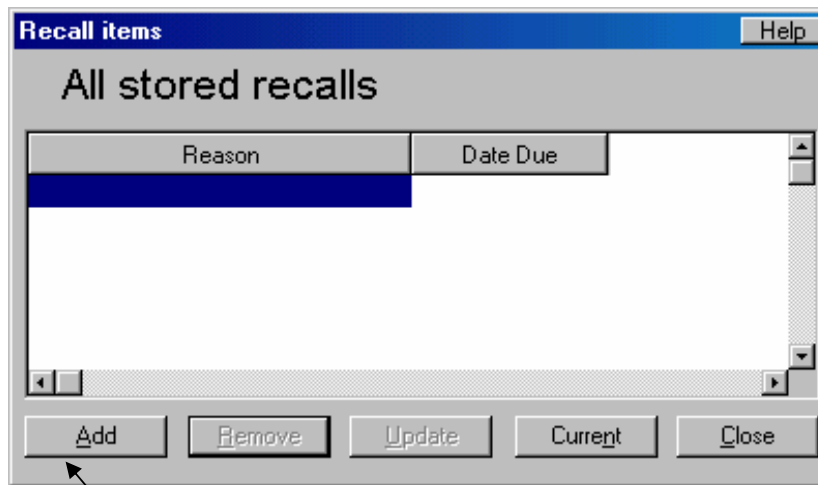 Recall items Help
All stored recalls
Reason Date Due
Add Remove Update Current Close